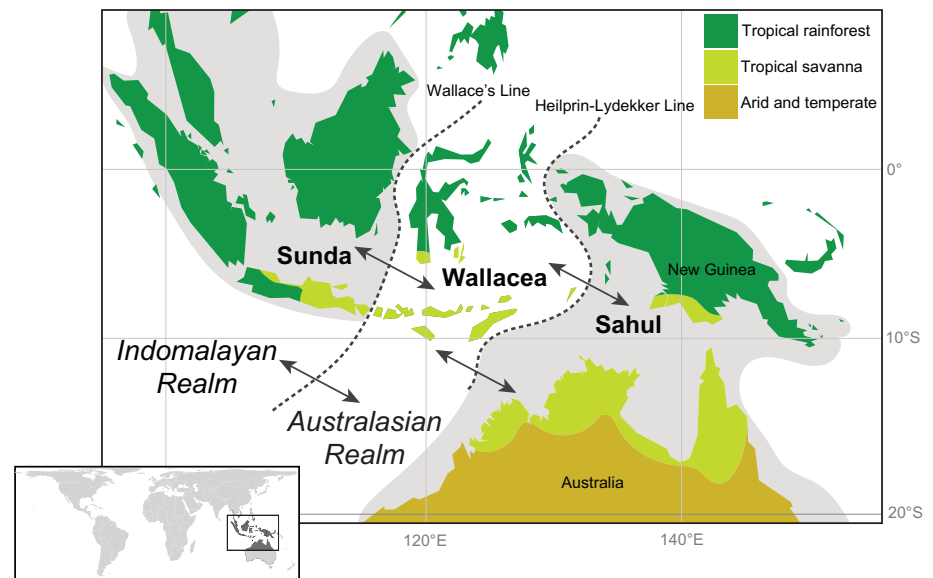 Tropical rainforest
Tropical savanna
Arid and temperate
Wallace's Line
Heilprin-Lydekker Line
0°
Sunda
Wallacea
New Guinea
Sahul
10°S
Indomalayan
Realm
Australasian
Realm
Australia
20°S
120°E
140°E